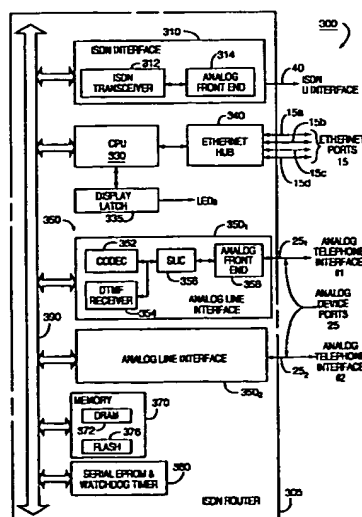 310
300
ISDN INTERFACE
312
314
40
ISDN TRANSCEIVER
ANALOG FRONT END
ISDN
U INTERFACE
340
15a
15b
CPU
330
ETHERNET HUB
ETHERNET PORTS
15
15c
15d
DISPLAY LATCH
335
LEDs
350
350₁
352
CODEC
SLIC
356
ANALOG FRONT END
358
DTMF RECEIVER
354
ANALOG LINE INTERFACE
25₁
ANALOG TELEPHONE INTERFACE #1
ANALOG DEVICE PORTS 25
390
ANALOG LINE INTERFACE
350₂
25₂
ANALOG TELEPHONE INTERFACE #2
MEMORY
370
DRAM
372
376
FLASH
SERIAL EPROM & WATCHDOG TIMER
380
305
ISDN ROUTER